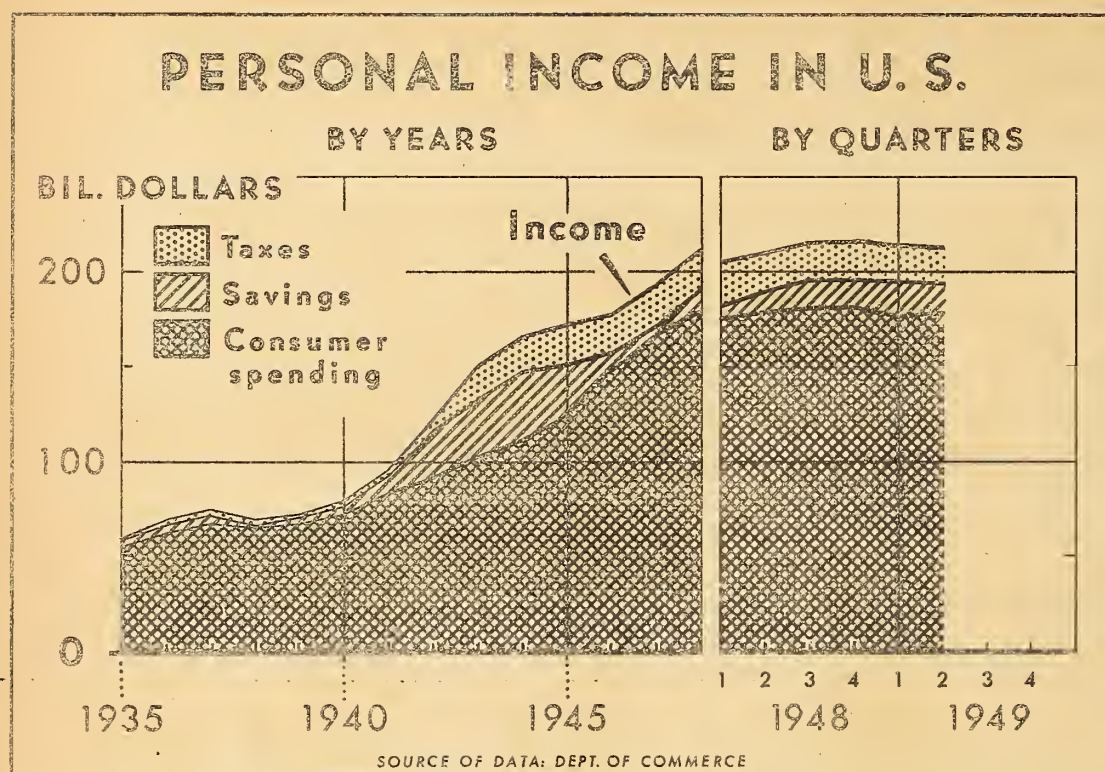 PERSONAL INCOME IN U. S.
BY YEARS
BY QUARTERS
BIL. DOLLARS
Taxes
Savings
Consumer
spending
Income
200
100
0
1 2 3 4 1 2 3 4
1935 1940 1945 1948 1949
SOURCE OF DATA: DEPT. OF COMMERCE